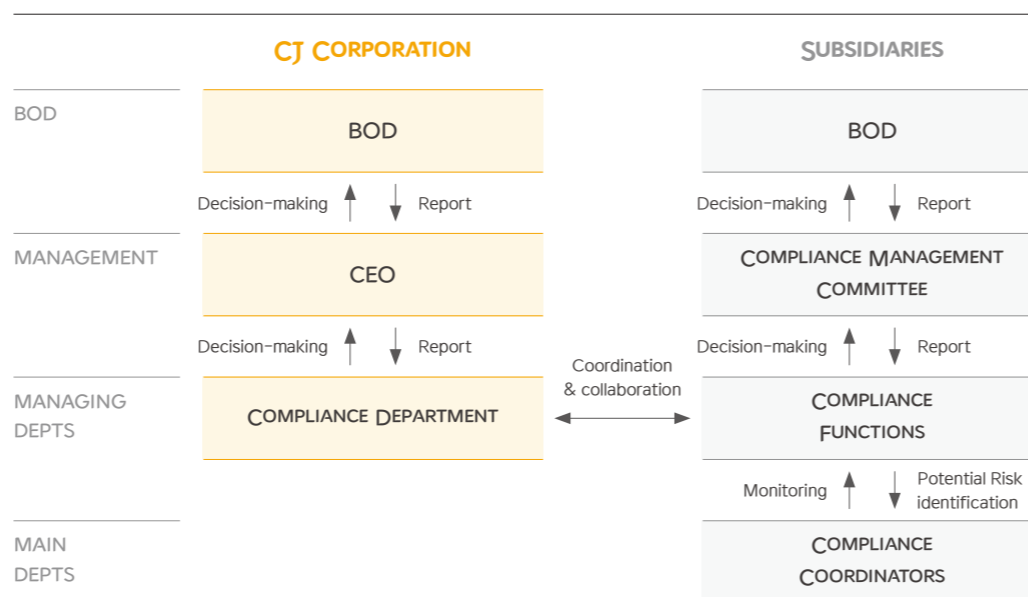 CJ CORPORATION
SUBSIDIARIES
BOD
BOD
BOD
Decision-making
Report
Decision-making
Report
MANAGEMENT
CEO
COMPLIANCE MANAGEMENT
COMMITTEE
Decision-making
Report
Decision-making
Report
Coordination
& collaboration
MANAGING
DEPTS
COMPLIANCE DEPARTMENT
COMPLIANCE
FUNCTIONS
Monitoring
Potential Risk
identification
MAIN
DEPTS
COMPLIANCE
COORDINATORS